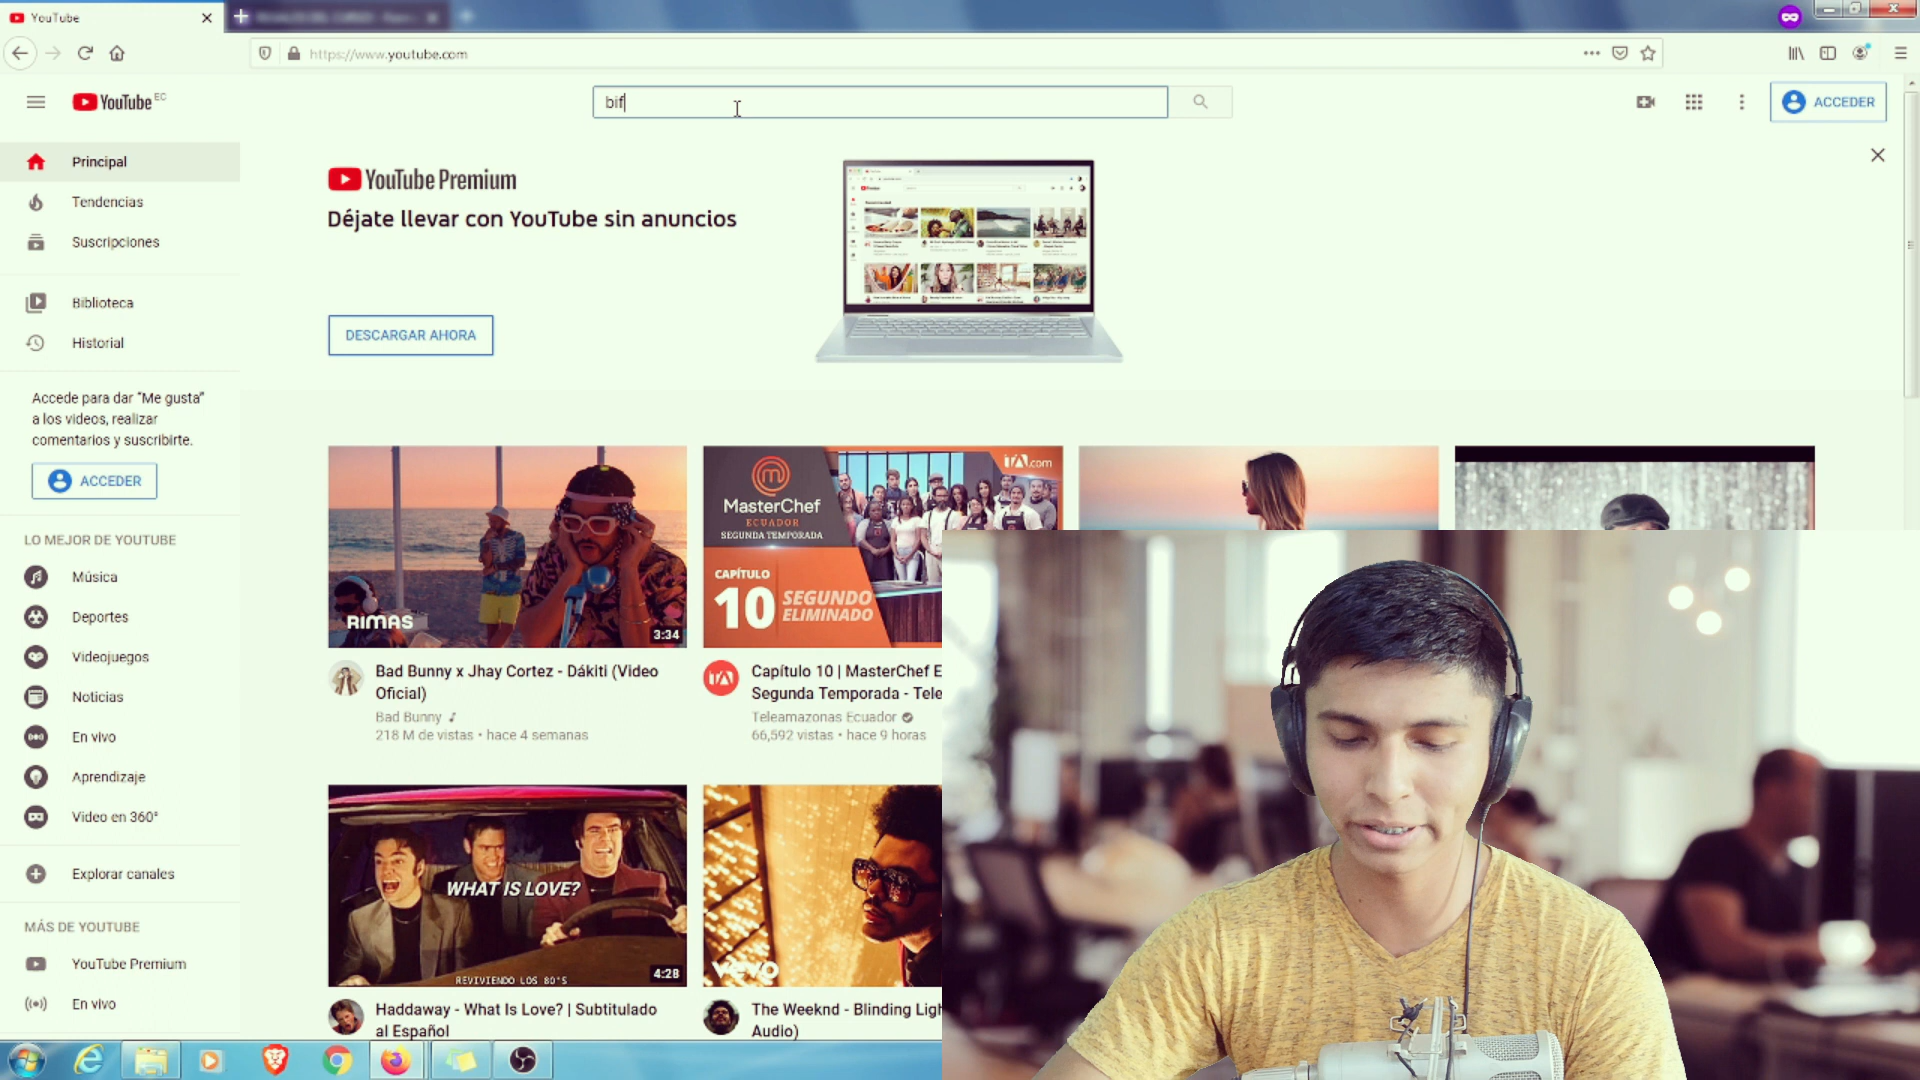 YouTube
https://www.youtube.com
YouTube EC
bif
ACCEDER
Principal
Tendencias
Suscripciones
Biblioteca
Historial
Accede para dar "Me gusta"
a los videos, realizar
comentarios y suscribirte.
ACCEDER
LO MEJOR DE YOUTUBE
Música
Deportes
Videojuegos
Noticias
En vivo
Aprendizaje
Video en 360°
Explorar canales
MÁS DE YOUTUBE
YouTube Premium
En vivo
YouTube Premium
Déjate llevar con YouTube sin anuncios
DESCARGAR AHORA
RIMAS
3:34
Bad Bunny x Jhay Cortez - Dákiti (Video
Oficial)
Bad Bunny
218 M de vistas • hace 4 semanas
MasterChef
ECUADOR
SEGUNDA TEMPORADA
CAPÍTULO
10 SEGUNDO
ELIMINADO
.com
Capítulo 10 | MasterChef E
Segunda Temporada - Tele
Teleamazonas Ecuador
66,592 vistas • hace 9 horas
WHAT IS LOVE?
REVIVIENDO LOS 80'S
4:28
Haddaway - What Is Love? | Subtitulado
al Español
vevo
The Weeknd - Blinding Ligh
Audio)